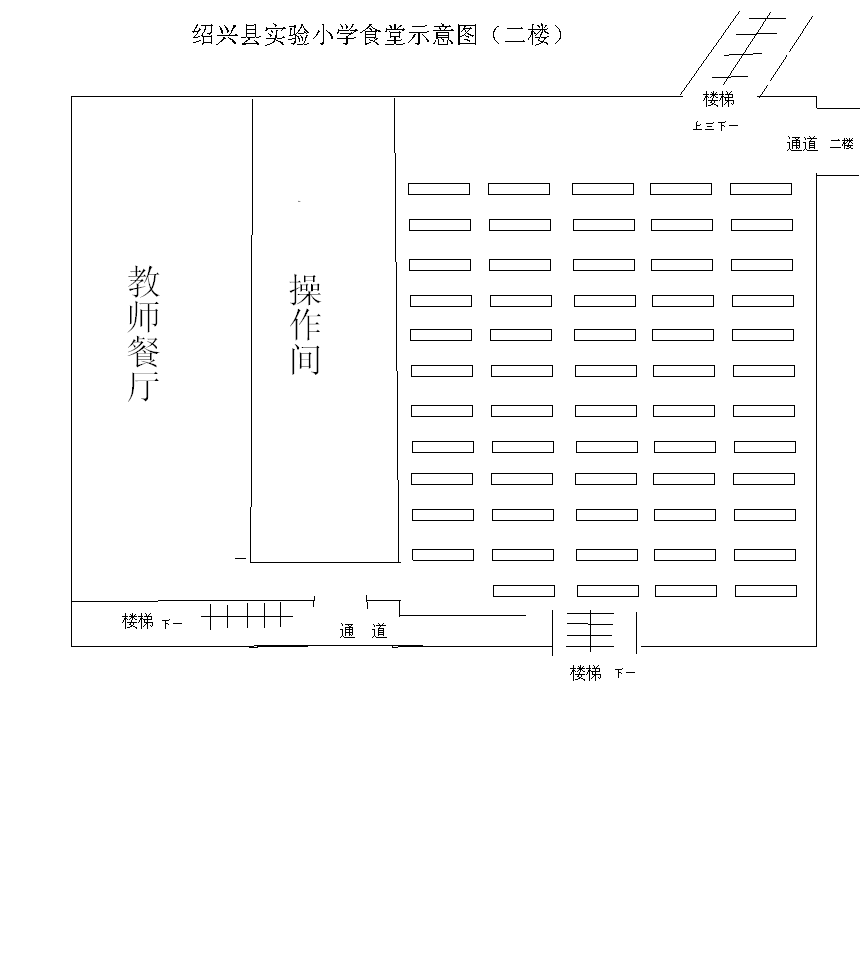 绍兴县实验小学食堂示意图（二楼）
楼梯
上三下一
通道 二楼
教师餐厅
操作间
楼梯 下一
通 道
楼梯 下一